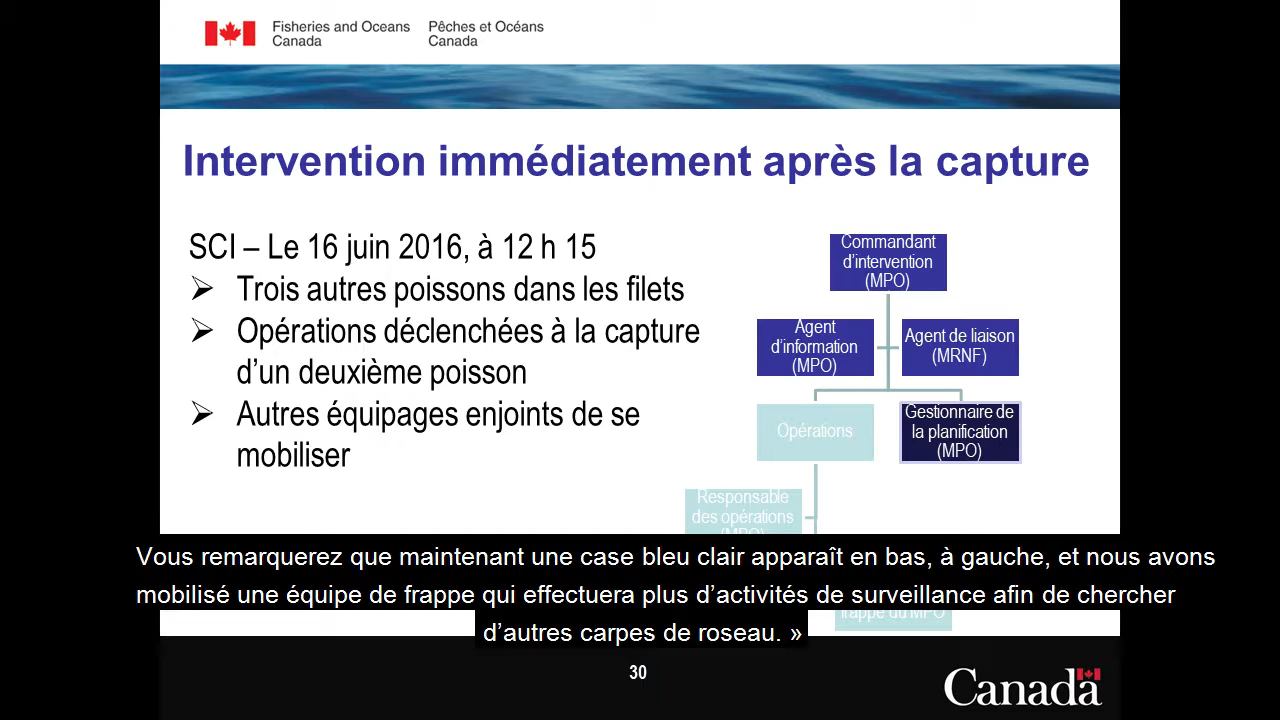 Fisheries and Oceans
Canada
Pêches et Océans
Canada
Intervention immédiatement après la capture
SCI – Le 16 juin 2016, à 12 h 15
Trois autres poissons dans les filets
Opérations déclenchées à la capture
d'un deuxième poisson
Autres équipages enjoints de se
mobiliser
Commandant
d'intervention
(MPO)
Agent
d'information
(MPO)
Agent de liaison
(MRNF)
Opérations
Gestionnaire de
la planification
(MPO)
Responsable
des opérations
(MPO)
frappe du MPO
Vous remarquerez que maintenant une case bleu clair apparaît en bas, à gauche, et nous avons
mobilisé une équipe de frappe qui effectuera plus d'activités de surveillance afin de chercher
d'autres carpes de roseau. »
30
Canada